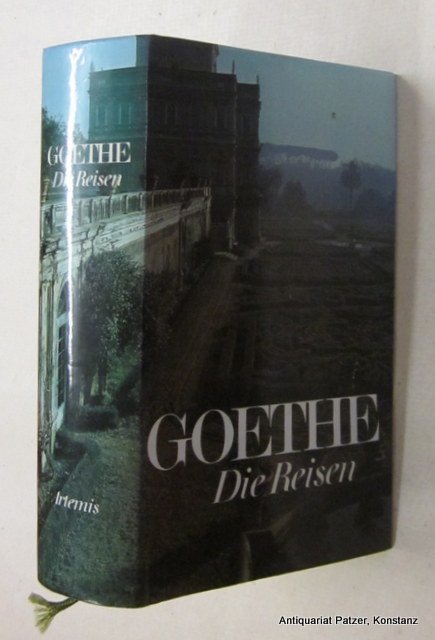 GOETHE
Die Reisen
Artemis
GOETHE
Die Reisen
Antiquariat Patzer, Konstanz